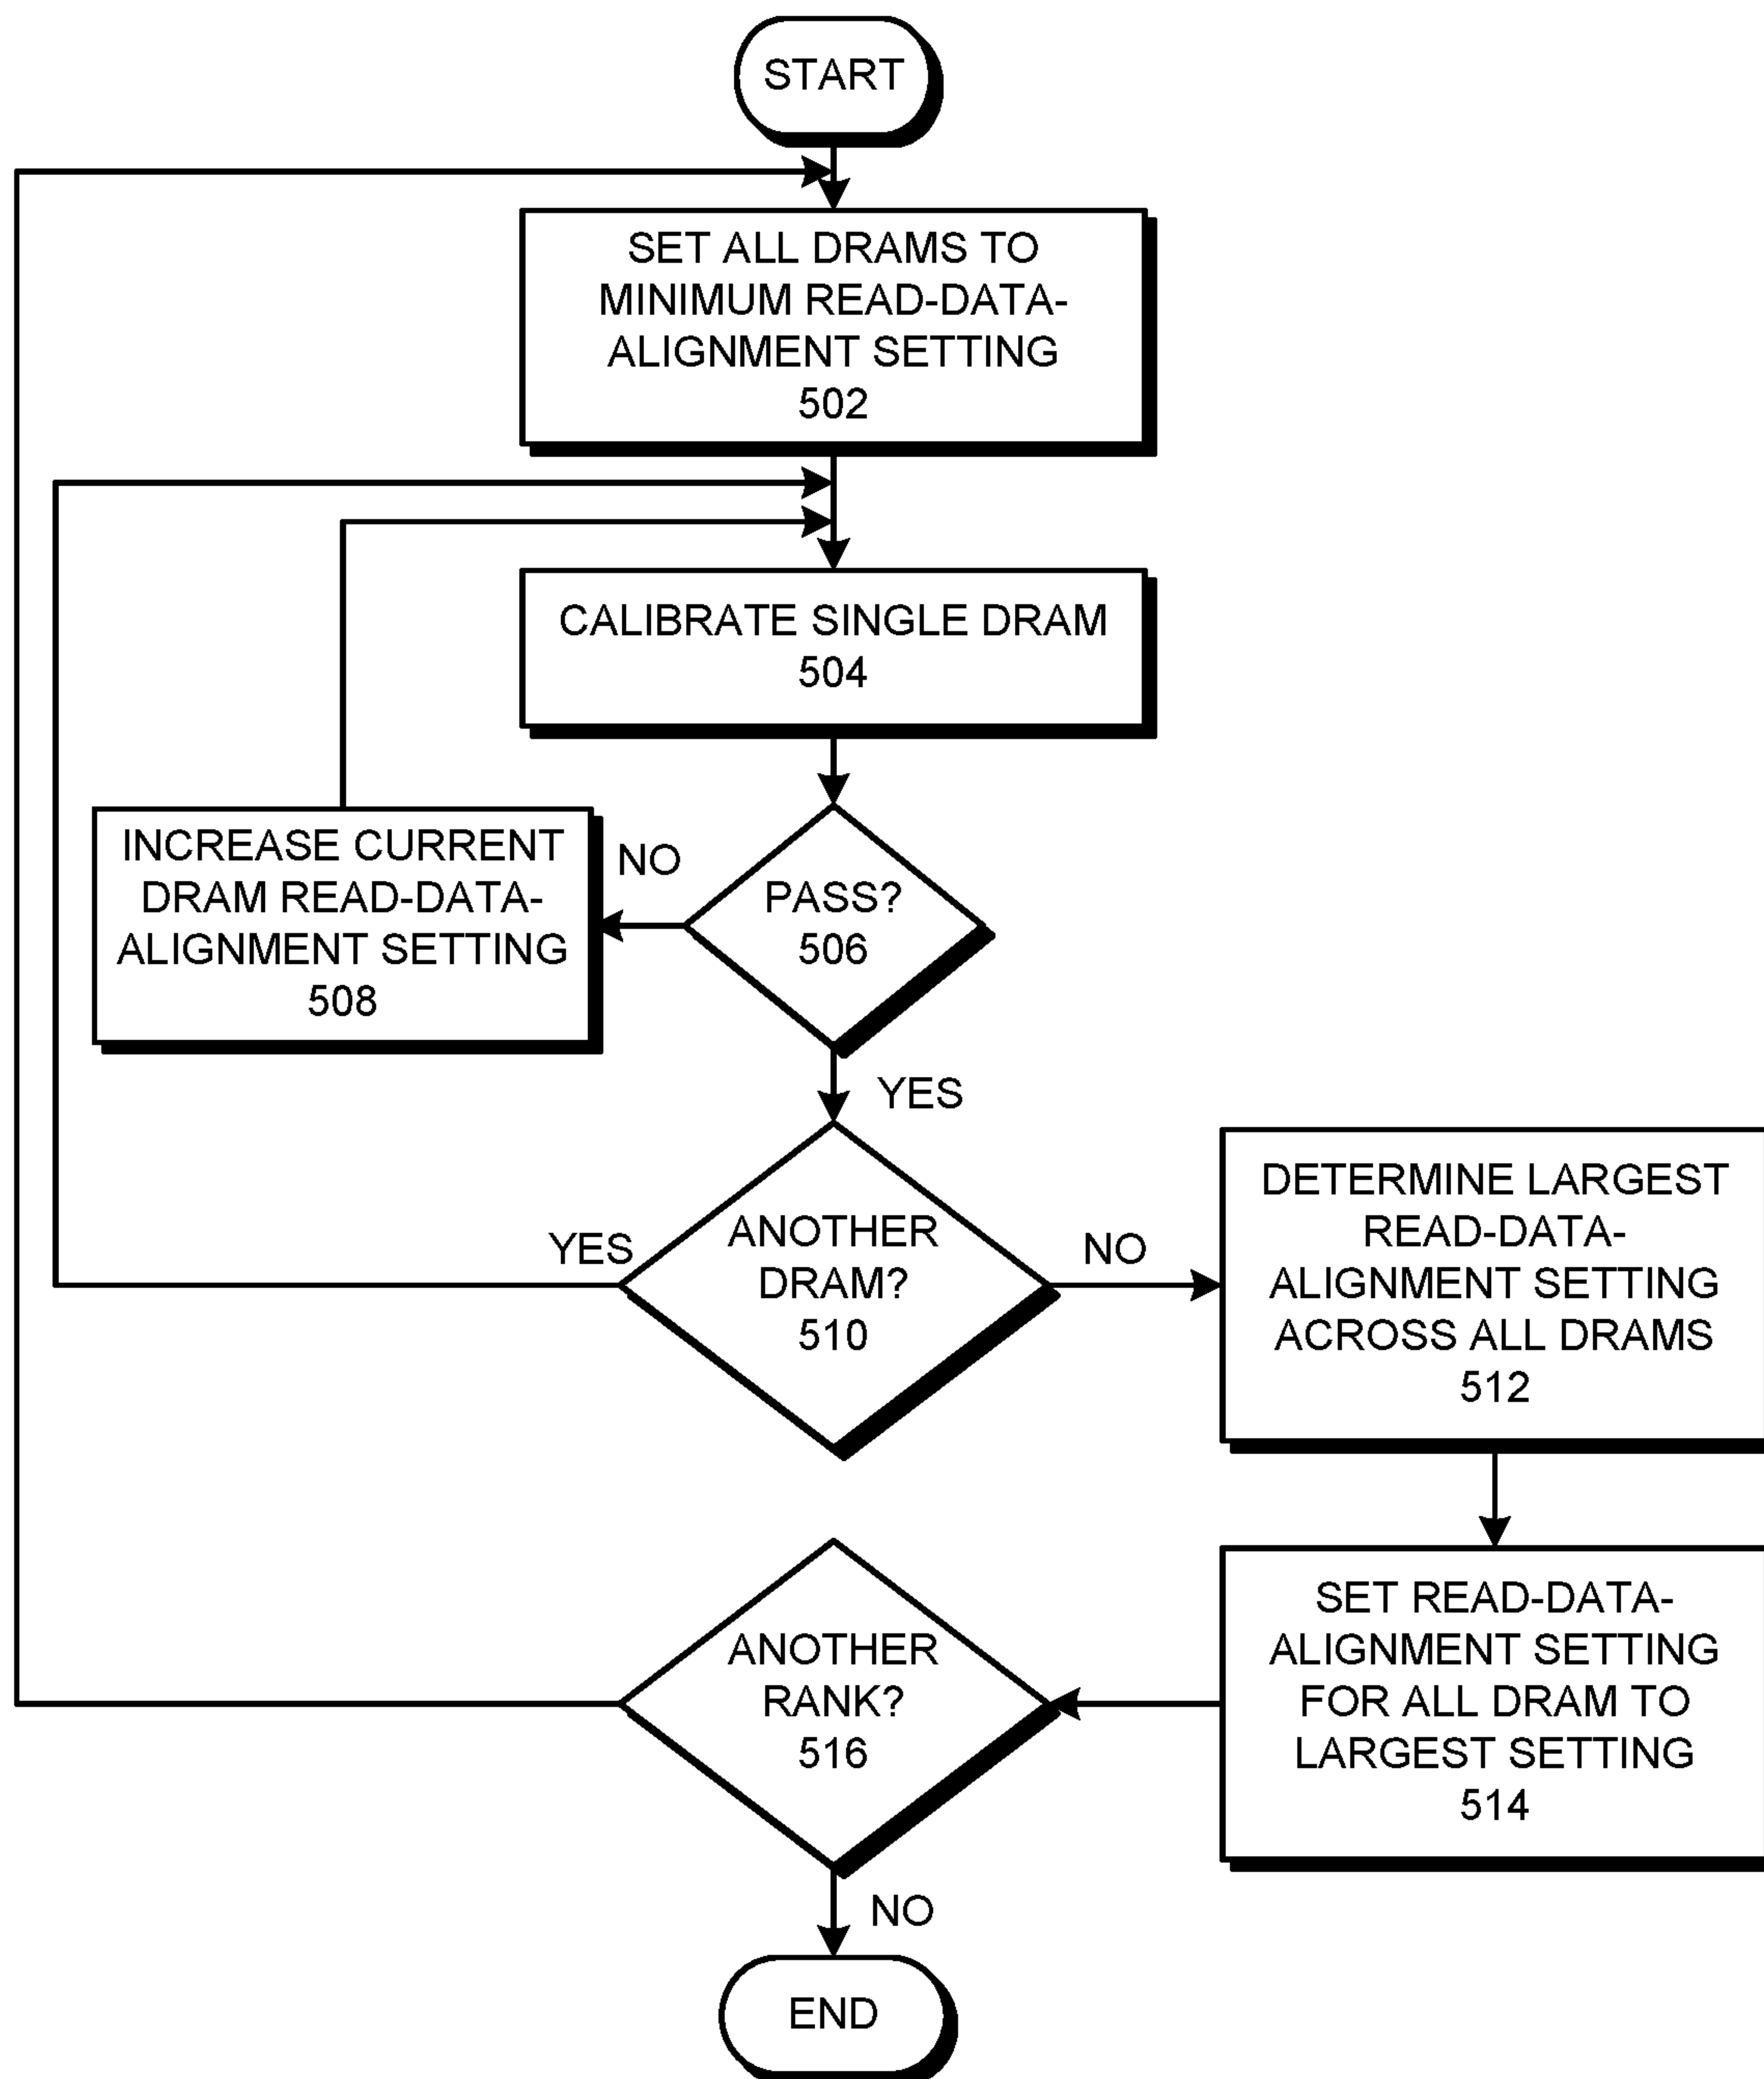 START
SET ALL DRAMS TO
MINIMUM READ-DATA-
ALIGNMENT SETTING
502
CALIBRATE SINGLE DRAM
504
INCREASE CURRENT
DRAM READ-DATA-
ALIGNMENT SETTING
508
NO
PASS?
506
YES
YES
ANOTHER
DRAM?
510
NO
DETERMINE LARGEST
READ-DATA-
ALIGNMENT SETTING
ACROSS ALL DRAMS
512
SET READ-DATA-
ALIGNMENT SETTING
FOR ALL DRAM TO
LARGEST SETTING
514
ANOTHER
RANK?
516
NO
END